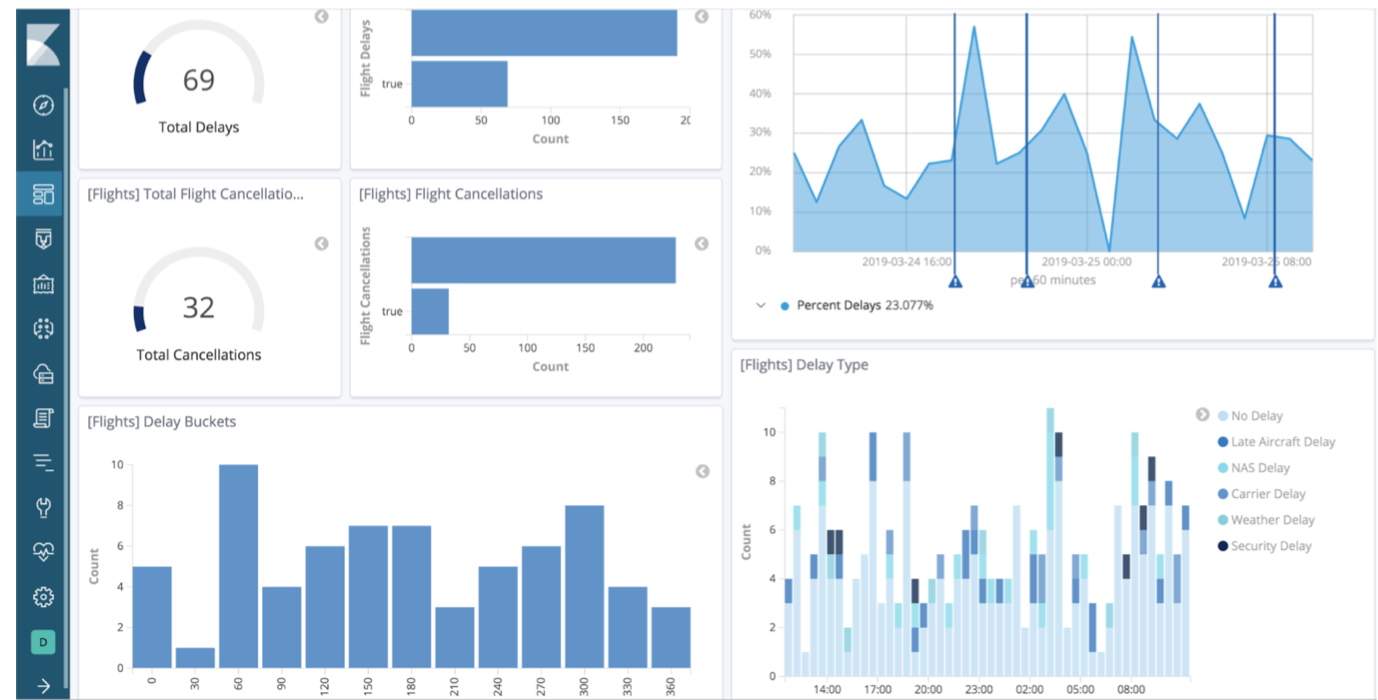 69
Total Delays
Flight Delays
true
0 50 100 150 20
Count
60%
50%
40%
30%
20%
10%
0%
2019-03-24 16:00 2019-03-25 00:00 2019-03-25 08:00
per 60 minutes
Percent Delays 23.077%
[Flights] Total Flight Cancellatio...
32
Total Cancellations
[Flights] Flight Cancellations
Flight Cancellations
true
0 50 100 150 200
Count
[Flights] Delay Buckets
Count
10
8
6
4
2
0
0 30 60 90 120 150 180 210 240 270 300 330 360
[Flights] Delay Type
Count
10
8
6
4
2
0
14:00 17:00 20:00 23:00 02:00 05:00 08:00
No Delay
Late Aircraft Delay
NAS Delay
Carrier Delay
Weather Delay
Security Delay
D